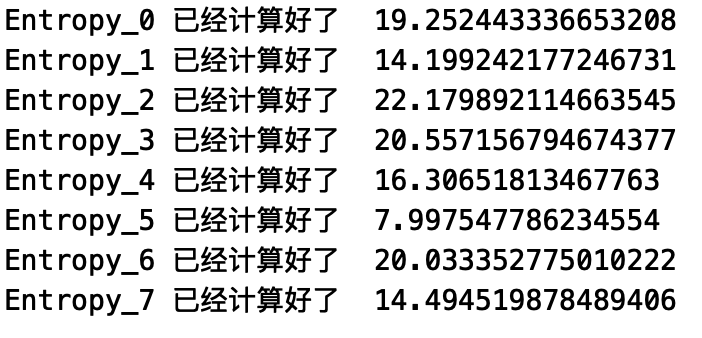 Entropy_0 已经计算好了  19.252443336653208
Entropy_1 已经计算好了  14.199242177246731
Entropy_2 已经计算好了  22.179892114663545
Entropy_3 已经计算好了  20.557156794674377
Entropy_4 已经计算好了  16.30651813467763
Entropy_5 已经计算好了  7.997547786234554
Entropy_6 已经计算好了  20.033352775010222
Entropy_7 已经计算好了  14.494519878489406